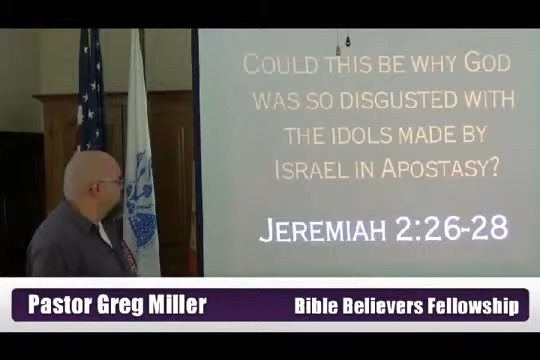 COULD THIS BE WHY GOD
WAS SO DISGUSTED WITH
THE IDOLS MADE BY
ISRAEL IN APOSTASY?
JEREMIAH 2:26-28
Pastor Greg Miller Bible Believers Fellowship